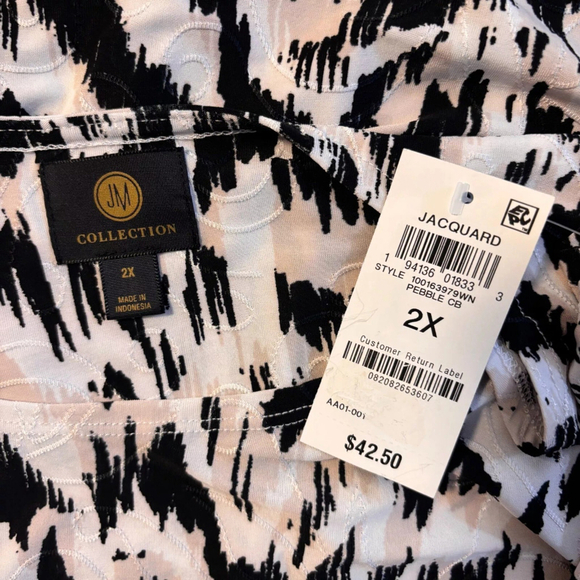 JM
COLLECTION
2X
MADE IN
INDONESIA
JACQUARD
1 94136 01833 3
STYLE 100163979WN
PEBBLE CB
2X
Customer Return Label
082082653607
AA01-001
$42.50